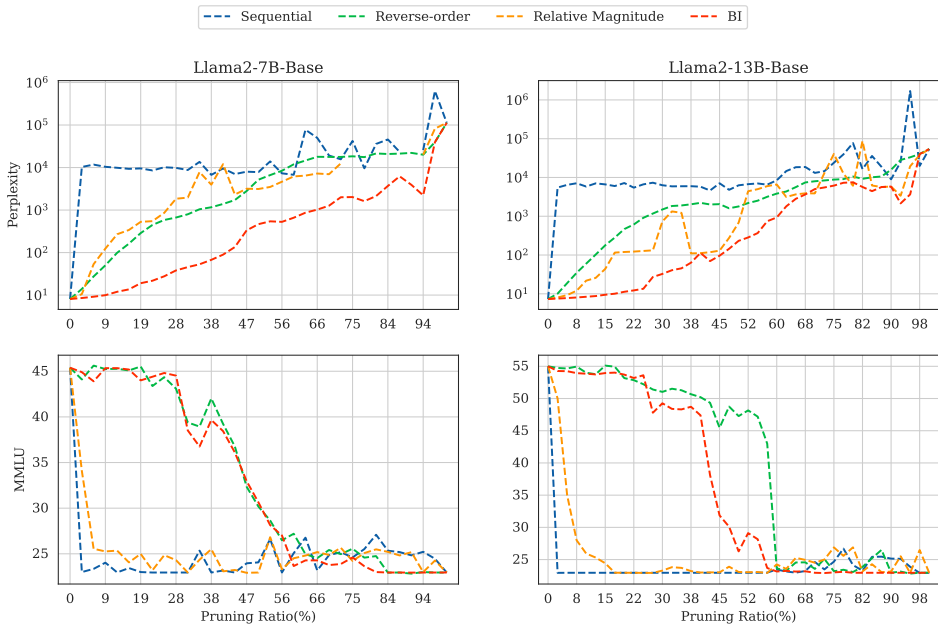 Sequential Reverse-order Relative Magnitude BI
Llama2-7B-Base Llama2-13B-Base
Perplexity
10^6
10^5
10^4
10^3
10^2
10^1
0 9 19 28 38 47 56 66 75 84 94
10^6
10^5
10^4
10^3
10^2
10^1
0 8 15 22 30 38 45 52 60 68 75 82 90 98
MMLU
45
40
35
30
25
0 9 19 28 38 47 56 66 75 84 94
Pruning Ratio(%)
55
50
45
40
35
30
25
0 8 15 22 30 38 45 52 60 68 75 82 90 98
Pruning Ratio(%)